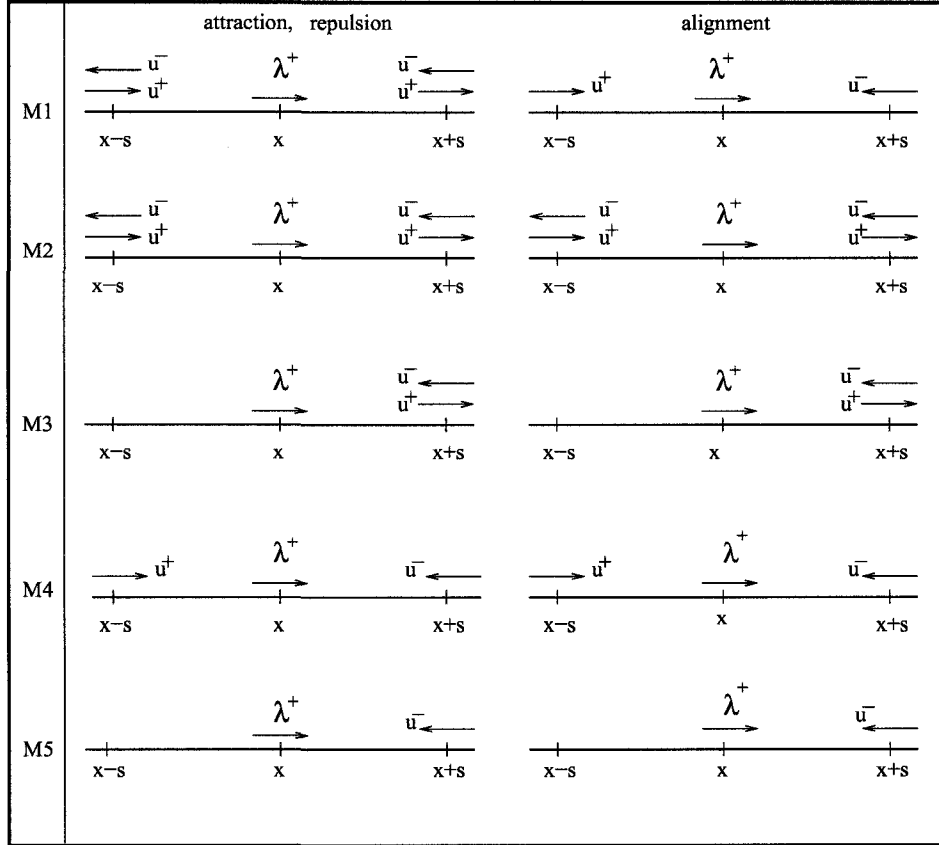 attraction, repulsion alignment
u⁻ λ⁺ u⁻ λ⁺
u⁺ u⁺ u⁺ u⁻
M1
x−s x x+s x−s x x+s
u⁻ λ⁺ u⁻ u⁻ λ⁺ u⁻
u⁺ u⁺ u⁺ u⁺
M2
x−s x x+s x−s x x+s
λ⁺ u⁻ λ⁺ u⁻
u⁺ u⁺
M3
x−s x x+s x−s x x+s
λ⁺ λ⁺
u⁺ u⁻ u⁺ u⁻
M4
x−s x x+s x−s x x+s
λ⁺ u⁻ λ⁺ u⁻
M5
x−s x x+s x−s x x+s